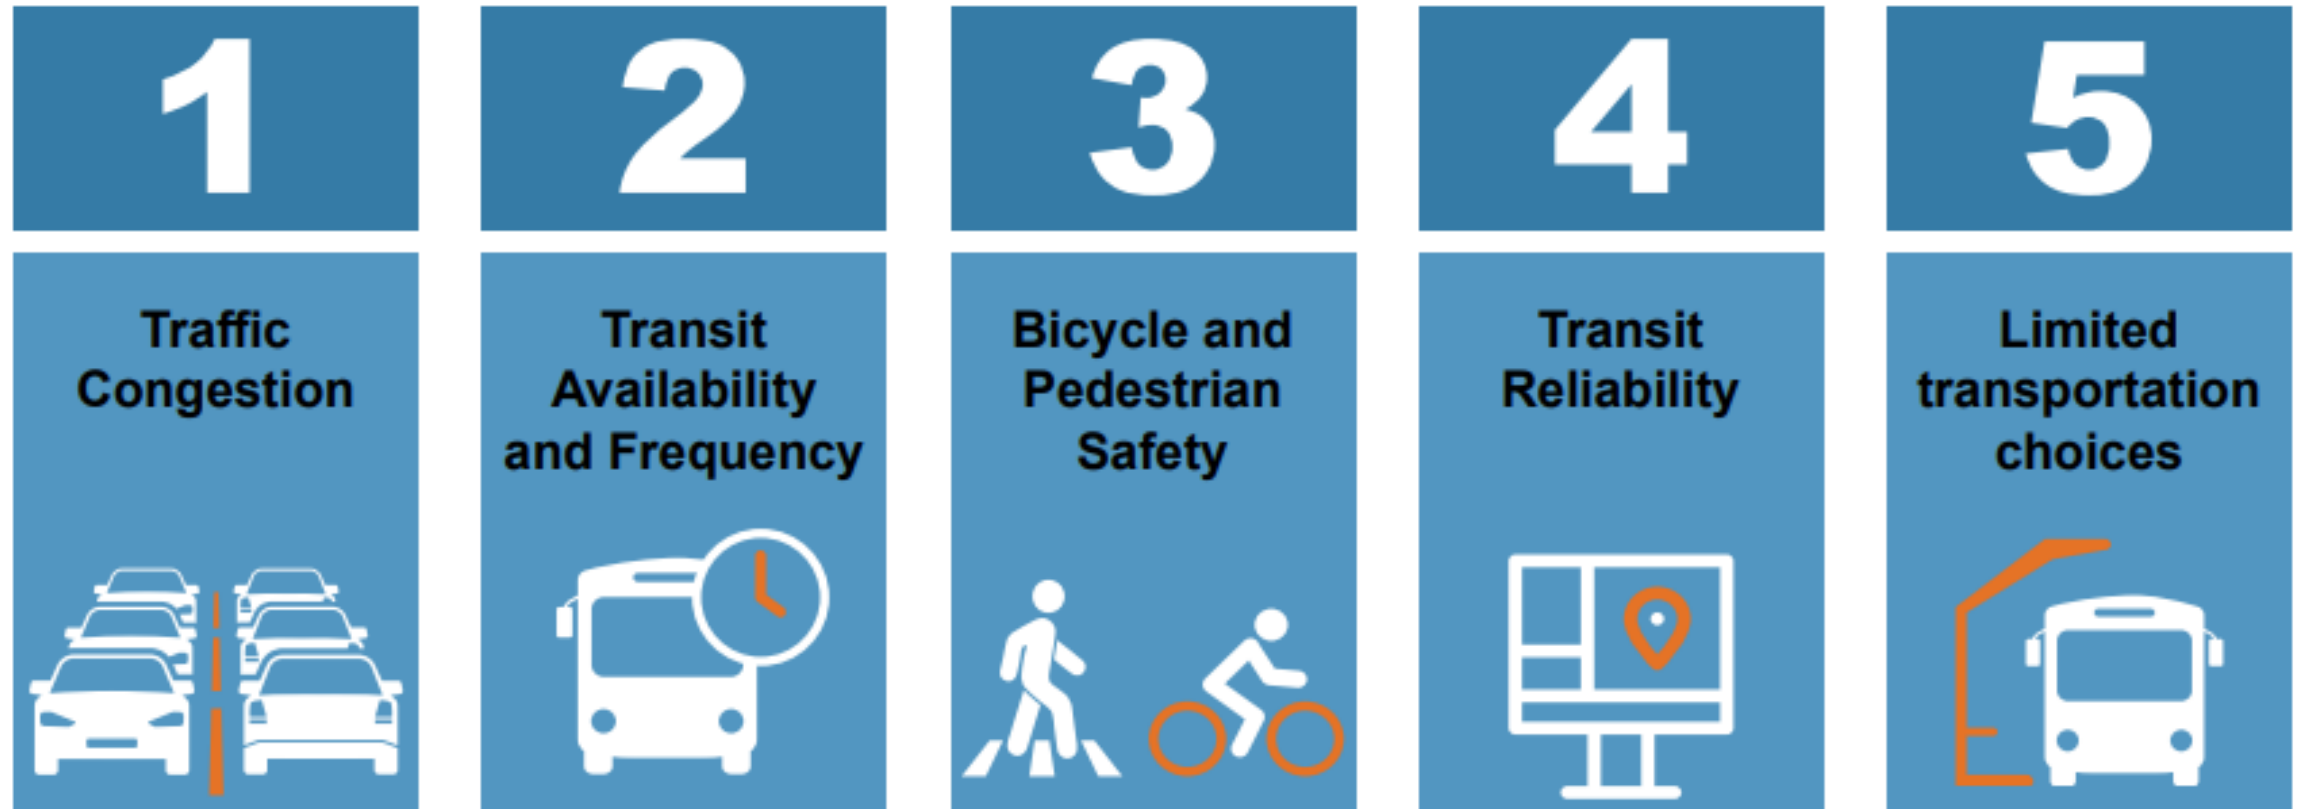 1
Traffic
Congestion
2
Transit
Availability
and Frequency
3
Bicycle and
Pedestrian
Safety
4
Transit
Reliability
5
Limited
transportation
choices